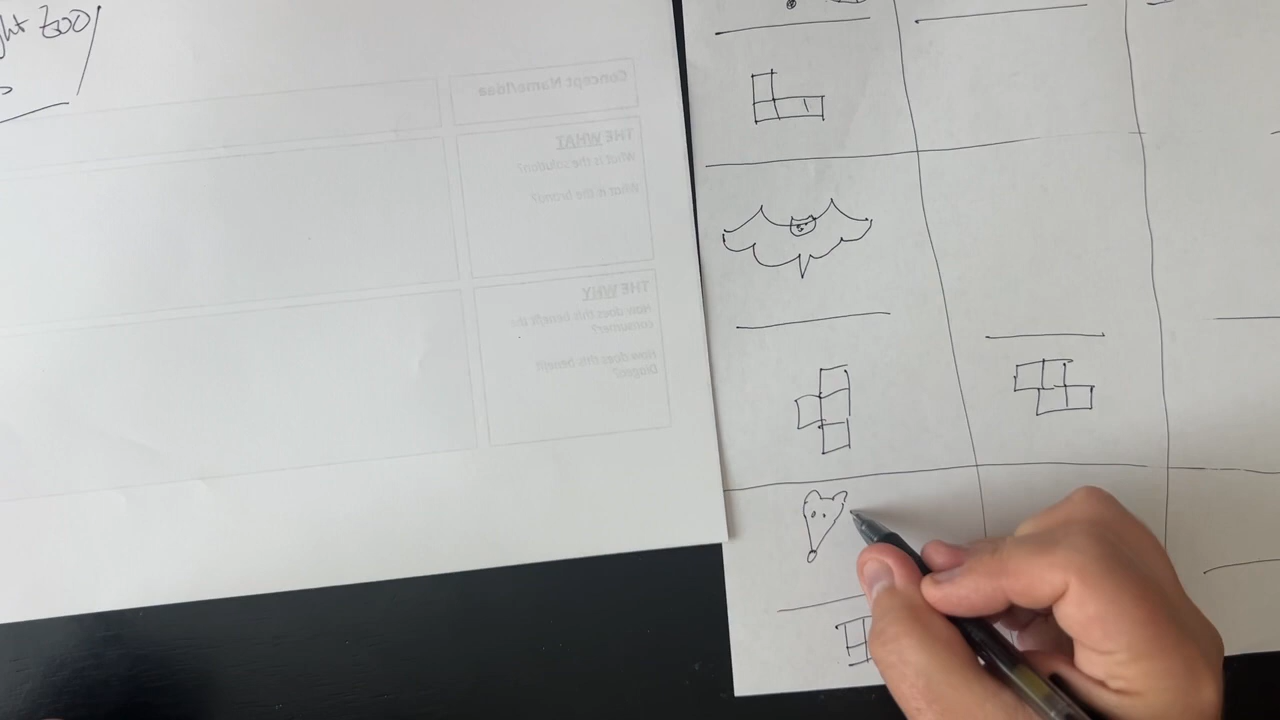 Zoo
Concept Name/Idea
THE WHAT
What is the solution?
What is the brand?
THE WHY
How does this benefit the
consumer?
How does this benefit
Diageo?